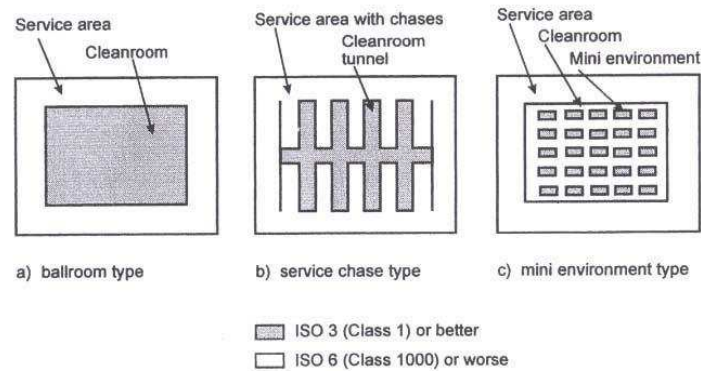 Service area
Cleanroom
a) ballroom type
Service area with chases
Cleanroom
tunnel
b) service chase type
Service area
Cleanroom
Mini environment
c) mini environment type
ISO 3 (Class 1) or better
ISO 6 (Class 1000) or worse